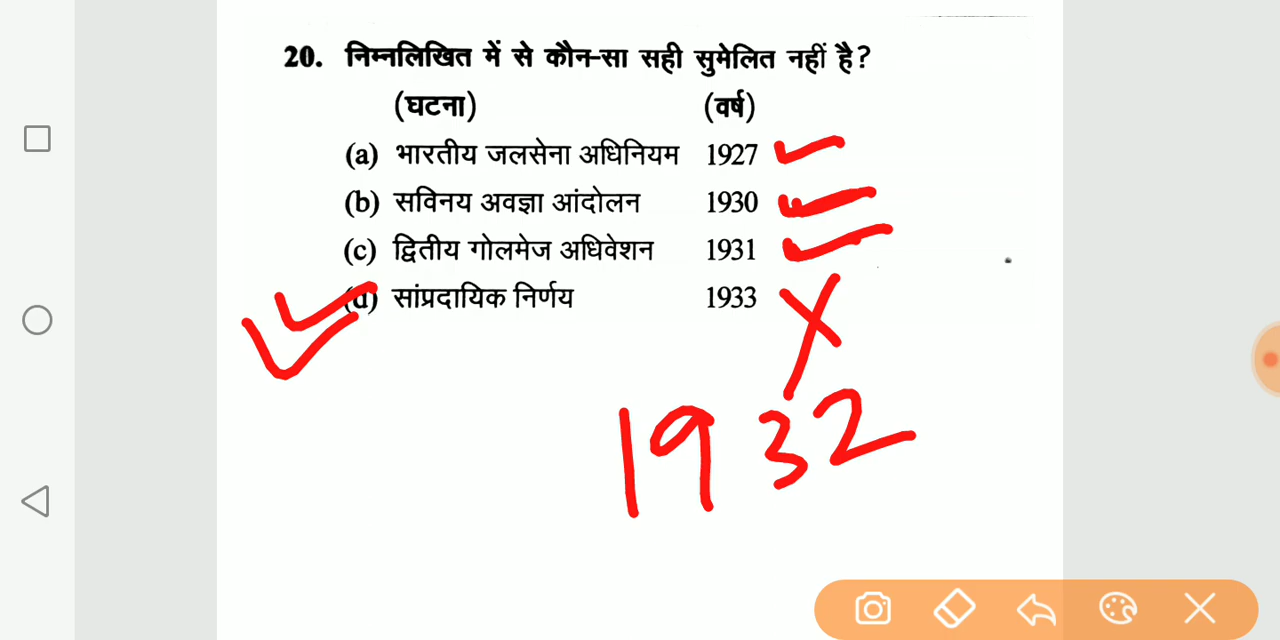 20. निम्नलिखित में से कौन-सा सही सुमेलित नहीं है?
(घटना) (वर्ष)
(a) भारतीय जलसेना अधिनियम 1927
(b) सविनय अवज्ञा आंदोलन 1930
(c) द्वितीय गोलमेज अधिवेशन 1931
(d) सांप्रदायिक निर्णय 1933
1932